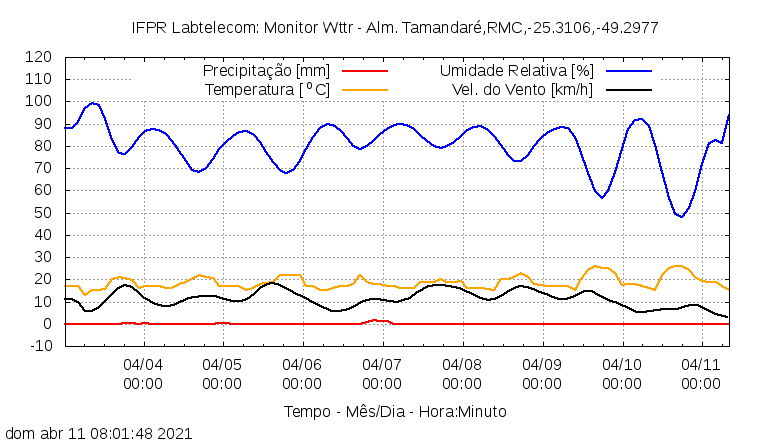 IFPR Labtelecom: Monitor Wttr - Alm. Tamandaré,RMC,-25.3106,-49.2977
Precipitação [mm] Umidade Relativa [%]
Temperatura [⁰C] Vel. do Vento [km/h]
120
110
100
90
80
70
60
50
40
30
20
10
0
-10
04/04 04/05 04/06 04/07 04/08 04/09 04/10 04/11
00:00 00:00 00:00 00:00 00:00 00:00 00:00 00:00
Tempo - Mês/Dia - Hora:Minuto
dom abr 11 08:01:48 2021